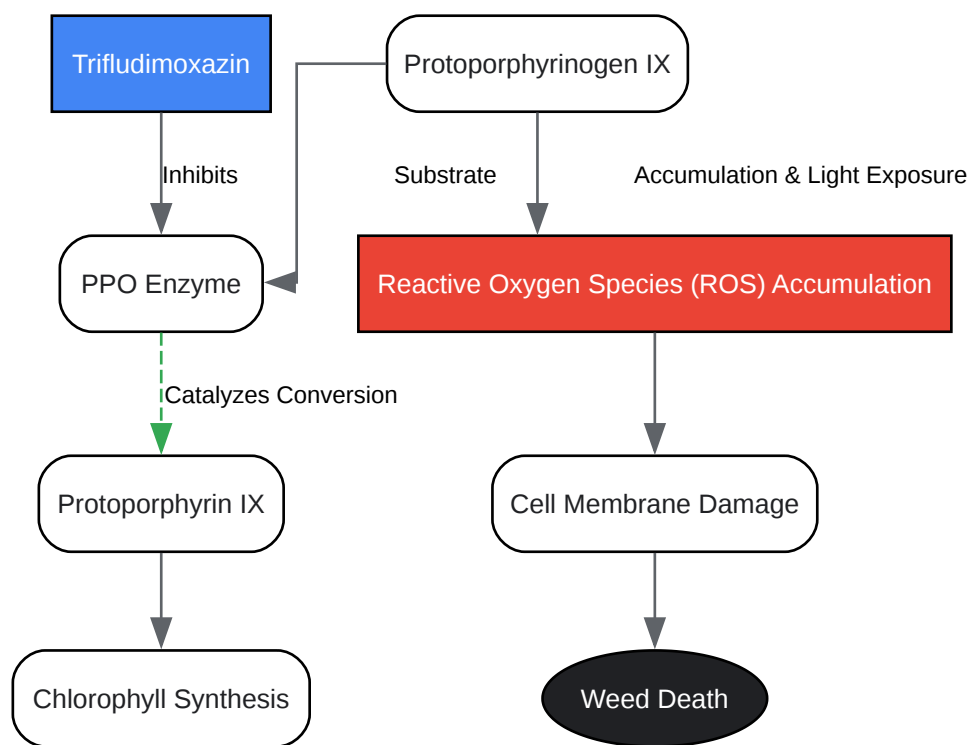 Trifludimoxazin
Protoporphyrinogen IX
Inhibits
Substrate
Accumulation & Light Exposure
PPO Enzyme
Reactive Oxygen Species (ROS) Accumulation
Catalyzes Conversion
Protoporphyrin IX
Cell Membrane Damage
Chlorophyll Synthesis
Weed Death